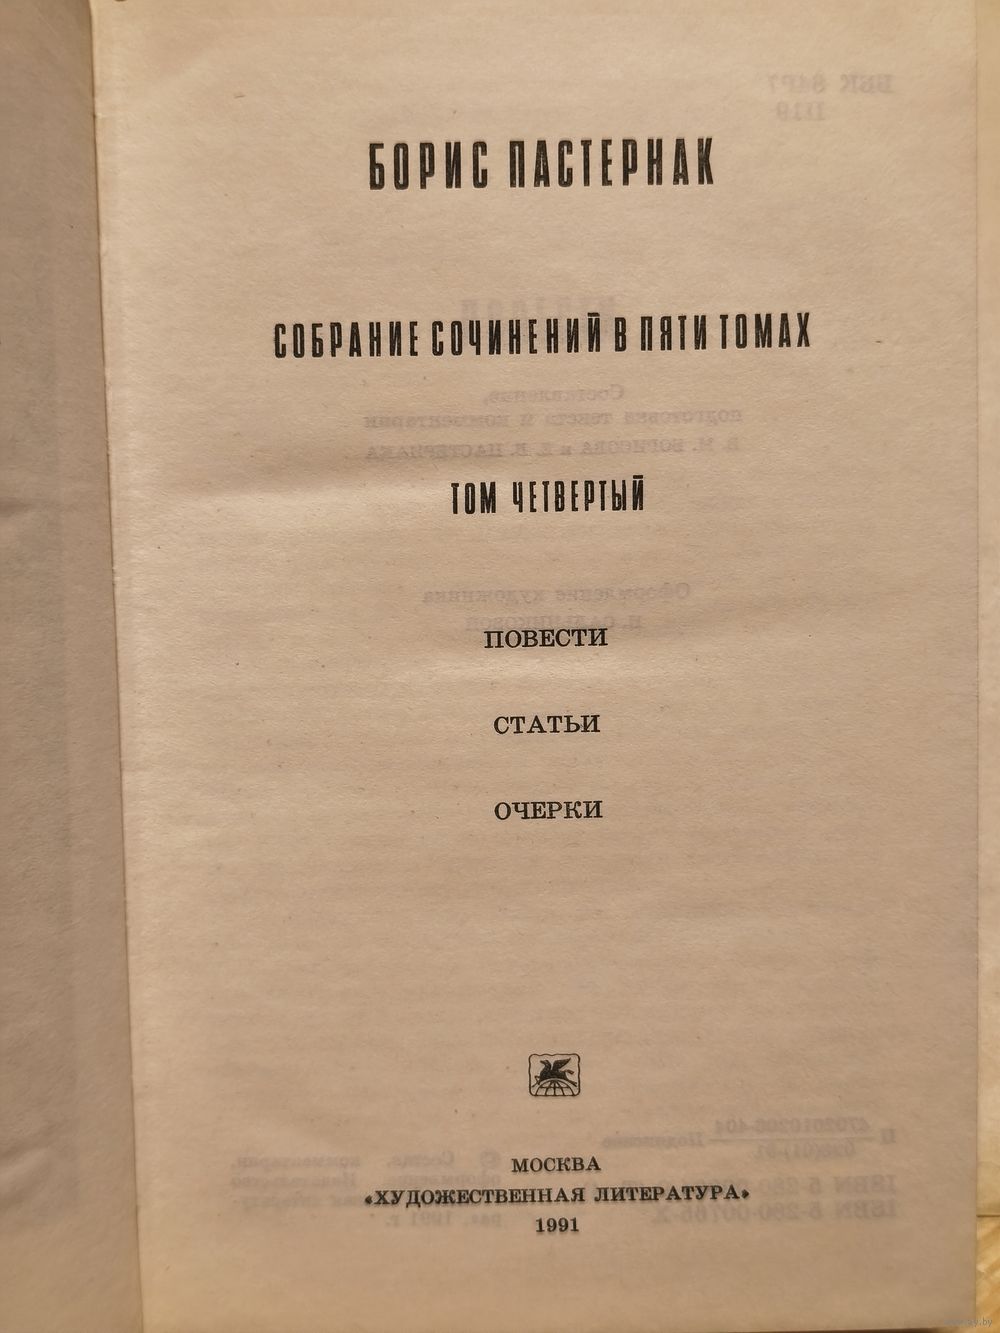 БОРИС ПАСТЕРНАК
СОБРАНИЕ СОЧИНЕНИЙ В ПЯТИ ТОМАХ
ТОМ ЧЕТВЕРТЫЙ
ПОВЕСТИ
СТАТЬИ
ОЧЕРКИ
МОСКВА
«ХУДОЖЕСТВЕННАЯ ЛИТЕРАТУРА»
1991